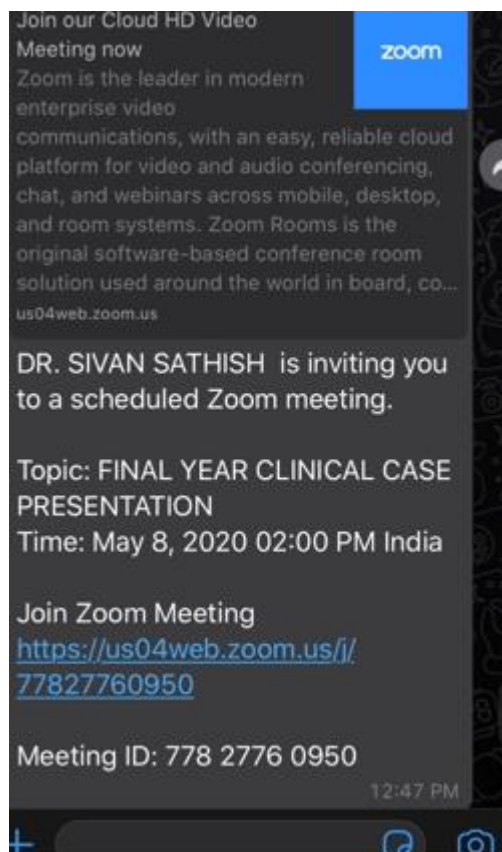 Join our Cloud HD Video
Meeting now
zoom
Zoom is the leader in modern
enterprise video
communications, with an easy, reliable cloud
platform for video and audio conferencing,
chat, and webinars across mobile, desktop,
and room systems. Zoom Rooms is the
original software-based conference room
solution used around the world in board, co...
us04web.zoom.us
DR. SIVAN SATHISH  is inviting you
to a scheduled Zoom meeting.
Topic: FINAL YEAR CLINICAL CASE
PRESENTATION
Time: May 8, 2020 02:00 PM India
Join Zoom Meeting
https://us04web.zoom.us/j/
77827760950
Meeting ID: 778 2776 0950
12:47 PM